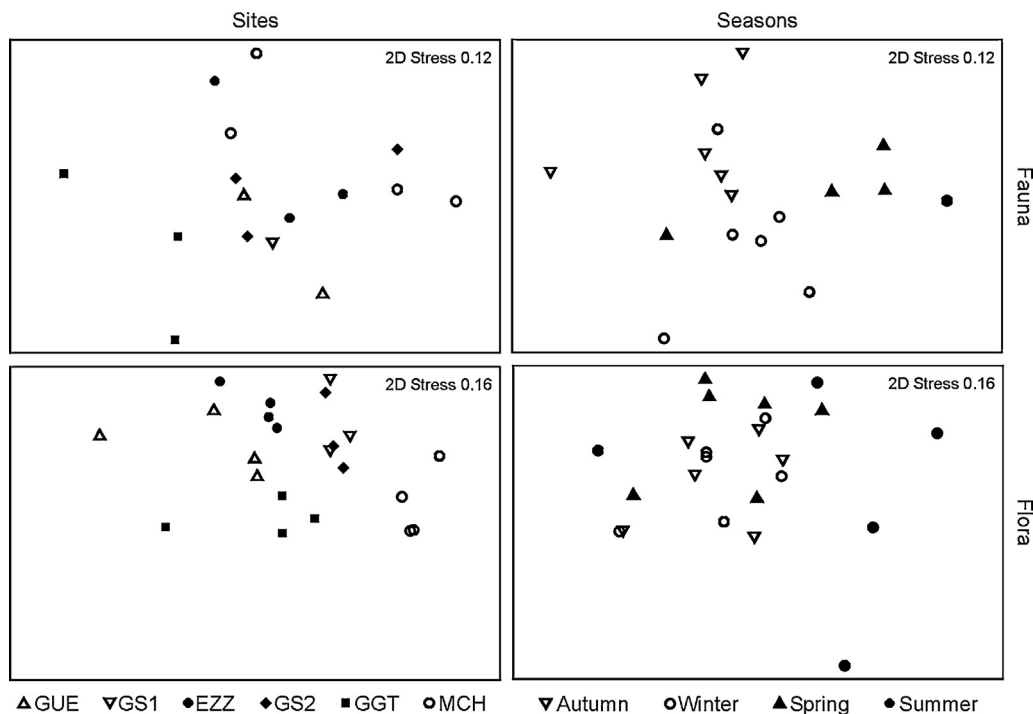 Sites
Seasons
2D Stress 0.12
2D Stress 0.12
Fauna
2D Stress 0.16
2D Stress 0.16
Flora
GUE GS1 EZZ GS2 GGT MCH
Autumn Winter Spring Summer